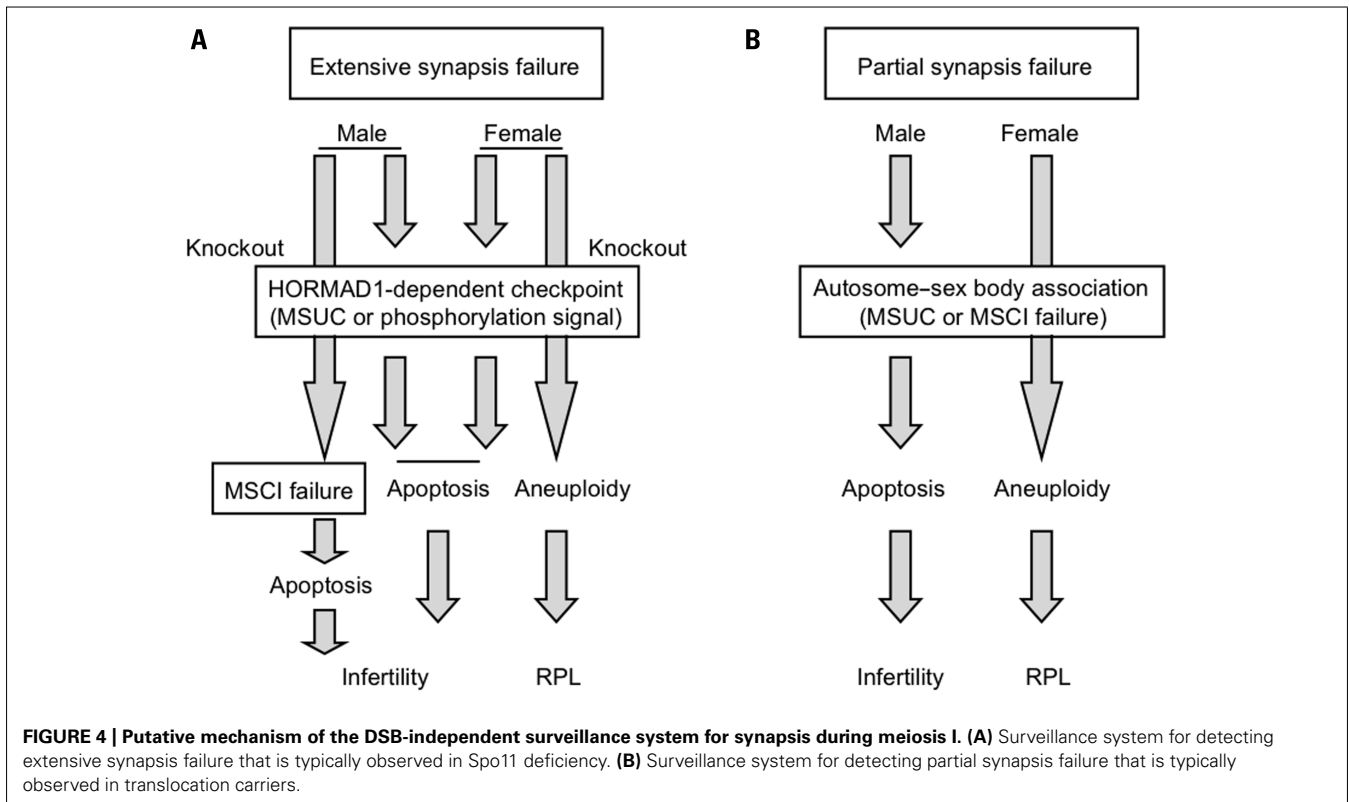 A
Extensive synapsis failure
Male
Female
Knockout
Knockout
HORMAD1-dependent checkpoint
(MSUC or phosphorylation signal)
MSCI failure
Apoptosis
Aneuploidy
Apoptosis
Infertility
RPL
B
Partial synapsis failure
Male
Female
Autosome–sex body association
(MSUC or MSCI failure)
Apoptosis
Aneuploidy
Infertility
RPL
FIGURE 4 | Putative mechanism of the DSB-independent surveillance system for synapsis during meiosis I. (A) Surveillance system for detecting
extensive synapsis failure that is typically observed in Spo11 deficiency. (B) Surveillance system for detecting partial synapsis failure that is typically
observed in translocation carriers.